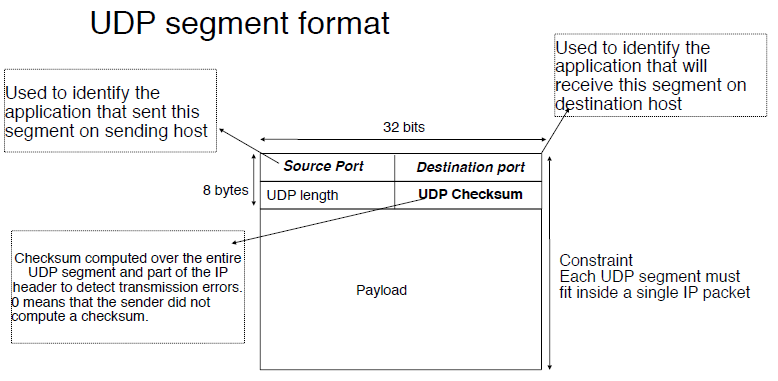 UDP segment format
Used to identify the
application that sent this
segment on sending host
Used to identify the
application that will
receive this segment on
destination host
32 bits
Source Port
Destination port
8 bytes
UDP length
UDP Checksum
Checksum computed over the entire
UDP segment and part of the IP
header to detect transmission errors.
0 means that the sender did not
compute a checksum.
Payload
Constraint
Each UDP segment must
fit inside a single IP packet